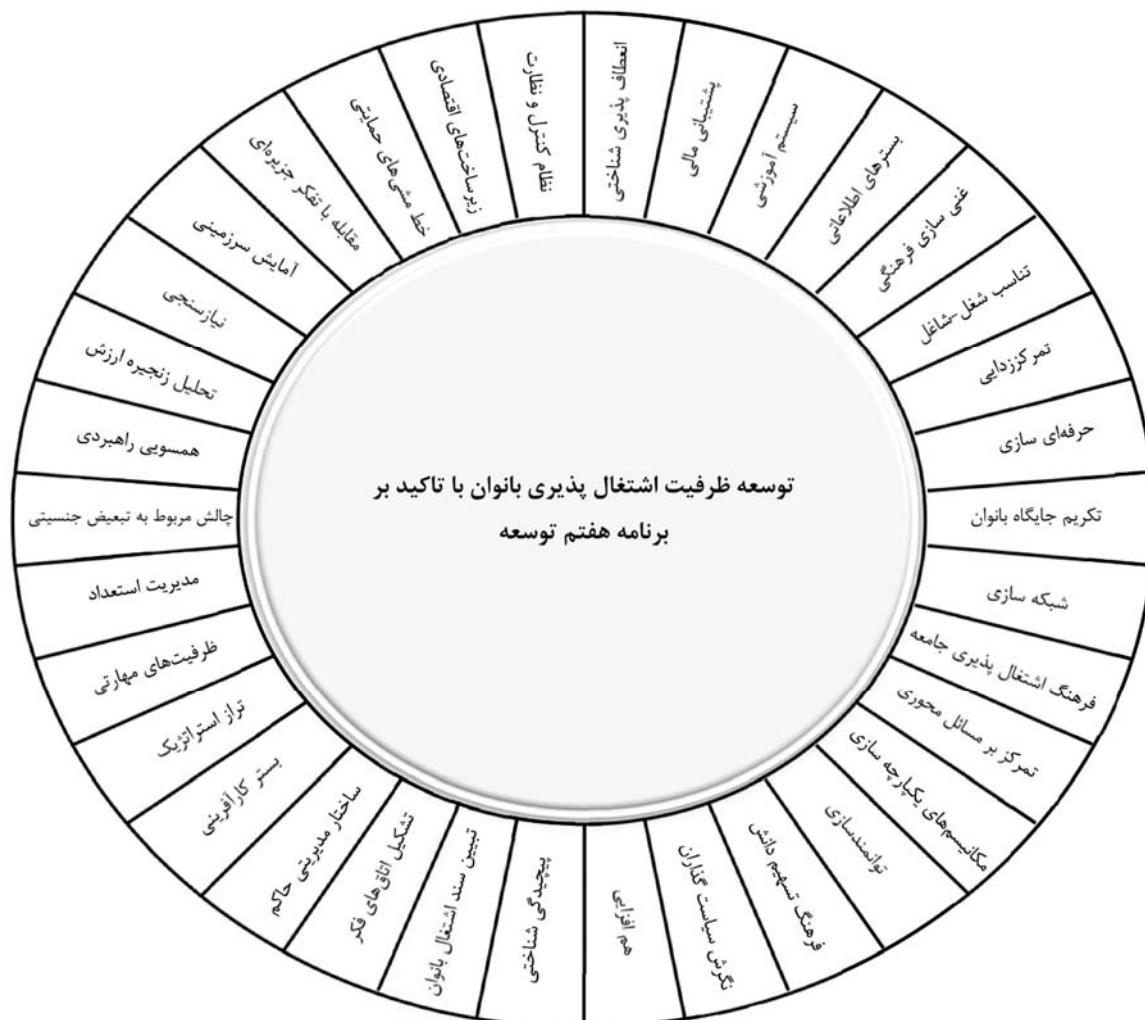 توسعه ظرفیت اشتغال پذیری بانوان با تاکید بر
برنامه هفتم توسعه
انعطاف پذیری شناختی
پشتیبانی مالی
سیستم آموزشی
بسترهای اطلاعاتی
غنی سازی فرهنگی
تناسب شغل-شاغل
تمرکززدایی
حرفه‌ای سازی
تکریم جایگاه بانوان
شبکه سازی
فرهنگ اشتغال پذیری جامعه
تمرکز بر مسائل محوری
مکانیسم‌های یکپارچه سازی
توانمندسازی
فرهنگ تسهیم دانش
نگرش سیاست گذاران
هم افزایی
پیچیدگی شناختی
تبیین سند اشتغال بانوان
تشکیل اتاق‌های فکر
ساختار مدیریتی حاکم
بستر کارآفرینی
تراز استراتژیک
ظرفیت‌های مهارتی
مدیریت استعداد
چالش مربوط به تبعیض جنسیتی
همسویی راهبردی
تحلیل زنجیره ارزش
نیازسنجی
آمایش سرزمینی
مقابله با تفکر جزیره‌ای
خط مشی‌های حمایتی
زیرساخت‌های اقتصادی
نظام کنترل و نظارت